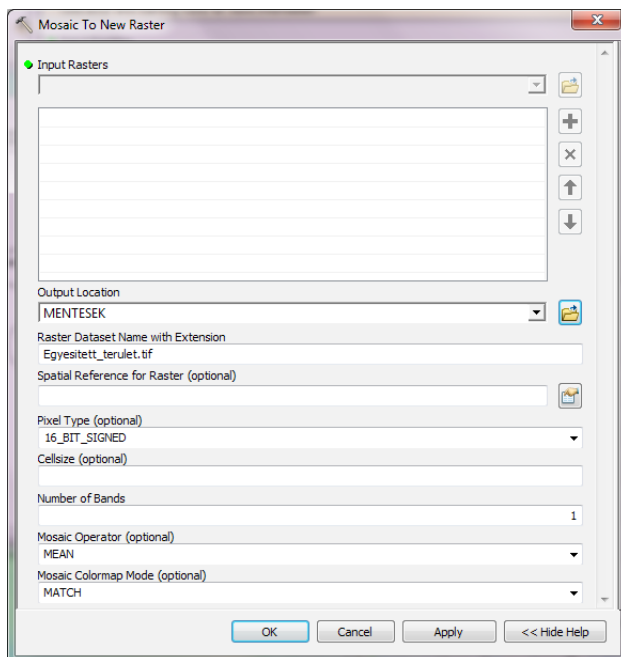 Mosaic To New Raster
Input Rasters
Output Location
MENTESEK
Raster Dataset Name with Extension
Egyesitett_terulet.tif
Spatial Reference for Raster (optional)
Pixel Type (optional)
16_BIT_SIGNED
Cellsize (optional)
Number of Bands
1
Mosaic Operator (optional)
MEAN
Mosaic Colormap Mode (optional)
MATCH
OK Cancel Apply << Hide Help